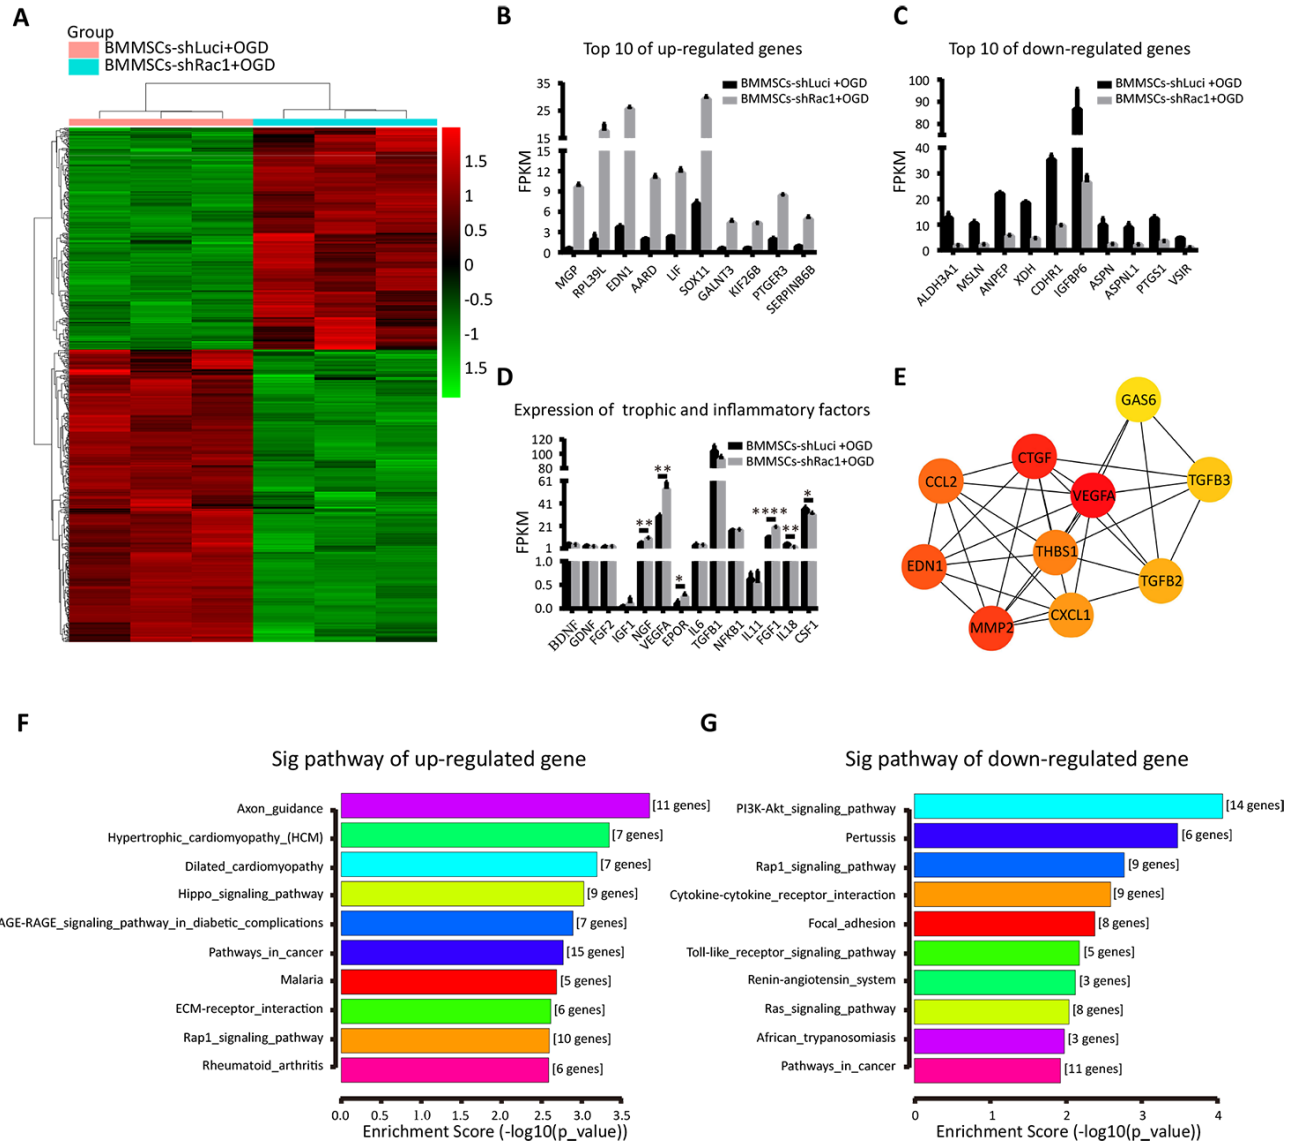 A
Group
BMMSCs-shLuci+OGD
BMMSCs-shRac1+OGD
1.5
1
0.5
0
-0.5
-1
1.5
B
Top 10 of up-regulated genes
BMMSCs-shLuci +OGD
BMMSCs-shRac1+OGD
FPKM
35
25
15
15
12
9
6
3
0
MGP
RPL39L
EDN1
AARD
LIF
SOX11
GALNT3
KIF26B
PTGER3
SERPINB6B
C
Top 10 of down-regulated genes
BMMSCs-shLuci +OGD
BMMSCs-shRac1+OGD
FPKM
100
90
80
40
30
20
10
0
ALDH3A1
MSLN
ANPEP
XDH
CDHR1
IGFBP6
ASPN
ASPNL1
PTGS1
VSIR
D
Expression of trophic and inflammatory factors
BMMSCs-shLuci +OGD
BMMSCs-shRac1+OGD
FPKM
120
100
80
61
41
21
1
1.0
0.5
0.0
**
**
*
****
**
*
BDNF
GDNF
FGF2
IGF1
NGF
VEGFA
EPOR
IL6
TGFB1
NFKB1
IL11
FGF1
IL18
CSF1
E
GAS6
CTGF
CCL2
VEGFA
TGFB3
THBS1
EDN1
TGFB2
CXCL1
MMP2
F
Sig pathway of up-regulated gene
Axon_guidance [11 genes]
Hypertrophic_cardiomyopathy_(HCM) [7 genes]
Dilated_cardiomyopathy [7 genes]
Hippo_signaling_pathway [9 genes]
AGE-RAGE_signaling_pathway_in_diabetic_complications [7 genes]
Pathways_in_cancer [15 genes]
Malaria [5 genes]
ECM-receptor_interaction [6 genes]
Rap1_signaling_pathway [10 genes]
Rheumatoid_arthritis [6 genes]
0.0 0.5 1.0 1.5 2.0 2.5 3.0 3.5
Enrichment Score (-log10(p_value))
G
Sig pathway of down-regulated gene
PI3K-Akt_signaling_pathway [14 genes]
Pertussis [6 genes]
Rap1_signaling_pathway [9 genes]
Cytokine-cytokine_receptor_interaction [9 genes]
Focal_adhesion [8 genes]
Toll-like_receptor_signaling_pathway [5 genes]
Renin-angiotensin_system [3 genes]
Ras_signaling_pathway [8 genes]
African_trypanosomiasis [3 genes]
Pathways_in_cancer [11 genes]
0 1 2 3 4
Enrichment Score (-log10(p_value))